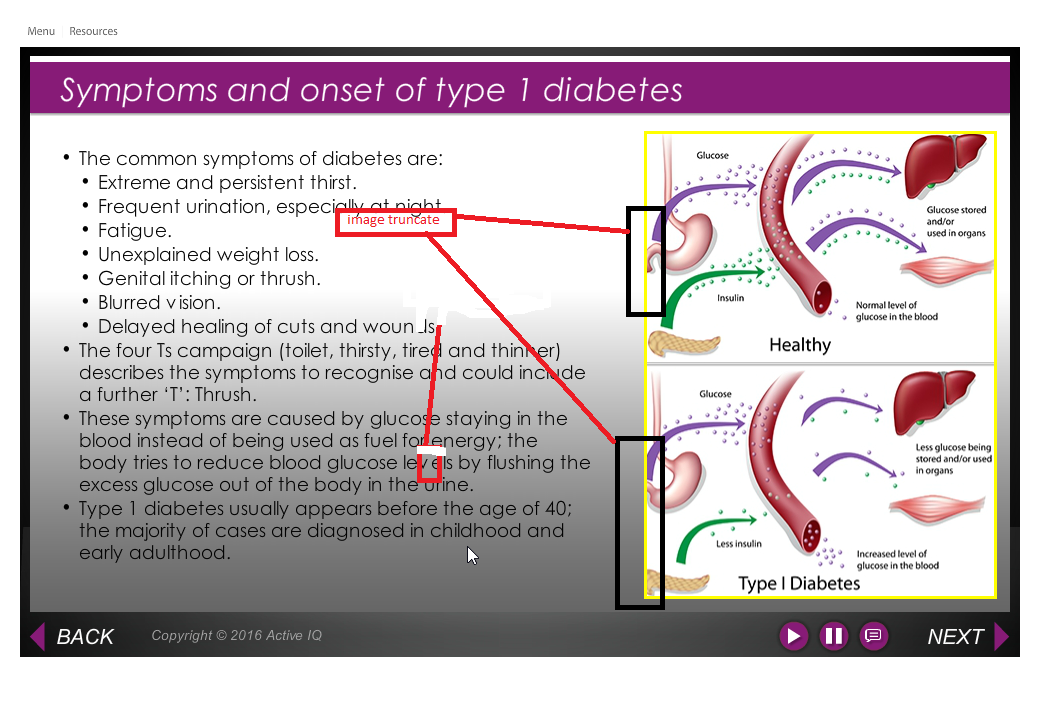 Menu Resources
Symptoms and onset of type 1 diabetes
• The common symptoms of diabetes are:
• Extreme and persistent thirst.
• Frequent urination, especially at night.
• Fatigue.
• Unexplained weight loss.
• Genital itching or thrush.
• Blurred vision.
• Delayed healing of cuts and wounds.
• The four Ts campaign (toilet, thirsty, tired and thinner)
describes the symptoms to recognise and could include
a further ‘T’: Thrush.
• These symptoms are caused by glucose staying in the
blood instead of being used as fuel for energy; the
body tries to reduce blood glucose levels by flushing the
excess glucose out of the body in the urine.
• Type 1 diabetes usually appears before the age of 40;
the majority of cases are diagnosed in childhood and
early adulthood.
image truncate
Glucose
Glucose stored
and/or
used in organs
Insulin
Normal level of
glucose in the blood
Healthy
Glucose
Less glucose being
stored and/or used
in organs
Less insulin
Increased level of
glucose in the blood
Type I Diabetes
BACK
Copyright © 2016 Active IQ
NEXT